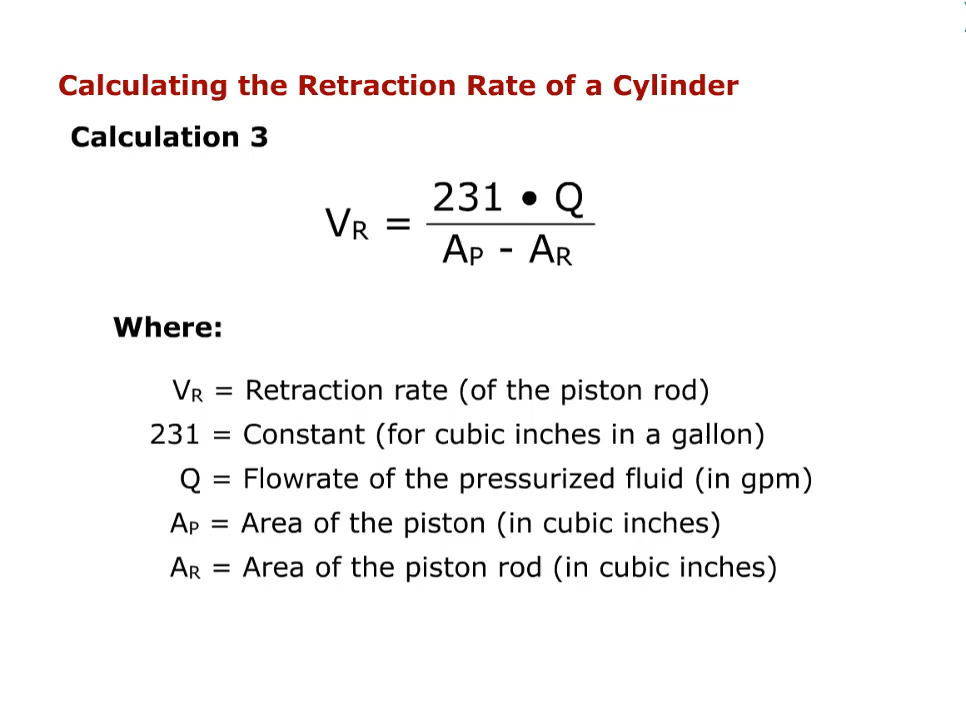 Calculating the Retraction Rate of a Cylinder
Calculation 3
VR = 231 • Q
AP - AR
Where:
VR = Retraction rate (of the piston rod)
231 = Constant (for cubic inches in a gallon)
Q = Flowrate of the pressurized fluid (in gpm)
AP = Area of the piston (in cubic inches)
AR = Area of the piston rod (in cubic inches)